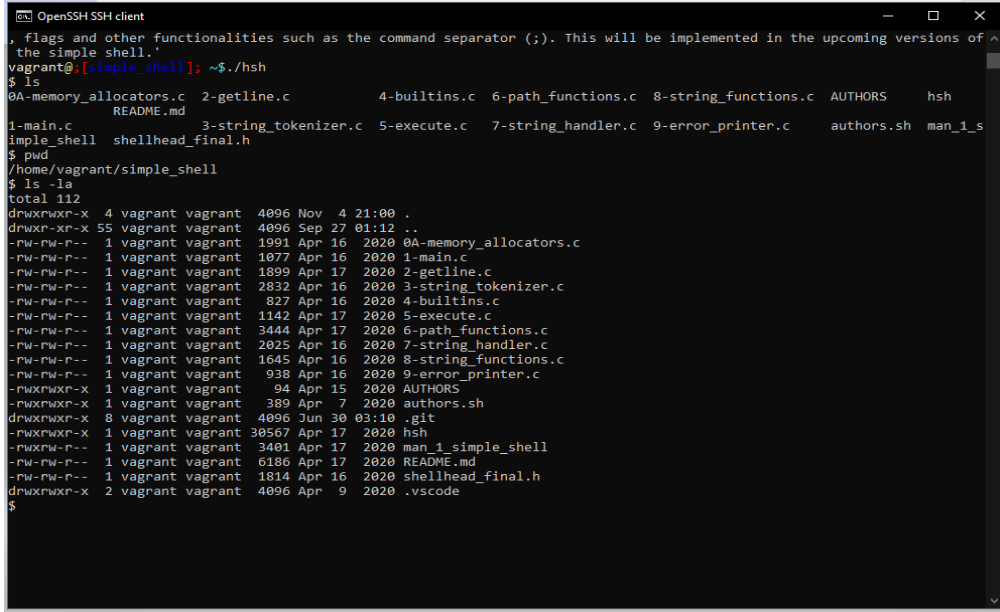 OpenSSH SSH client
, flags and other functionalities such as the command separator (;). This will be implemented in the upcoming versions of
 the simple shell.'
vagrant@;[simple_shell]; ~$./hsh
$ ls
0A-memory_allocators.c  2-getline.c           4-builtins.c  6-path_functions.c  8-string_functions.c  AUTHORS     hsh
             README.md
1-main.c                3-string_tokenizer.c  5-execute.c   7-string_handler.c  9-error_printer.c     authors.sh  man_1_s
imple_shell  shellhead_final.h
$ pwd
/home/vagrant/simple_shell
$ ls -la
total 112
drwxrwxr-x  4 vagrant vagrant  4096 Nov  4 21:00 .
drwxr-xr-x 55 vagrant vagrant  4096 Sep 27 01:12 ..
-rw-rw-r--  1 vagrant vagrant  1991 Apr 16  2020 0A-memory_allocators.c
-rw-rw-r--  1 vagrant vagrant  1077 Apr 16  2020 1-main.c
-rw-rw-r--  1 vagrant vagrant  1899 Apr 17  2020 2-getline.c
-rw-rw-r--  1 vagrant vagrant  2832 Apr 16  2020 3-string_tokenizer.c
-rw-rw-r--  1 vagrant vagrant   827 Apr 16  2020 4-builtins.c
-rw-rw-r--  1 vagrant vagrant  1142 Apr 17  2020 5-execute.c
-rw-rw-r--  1 vagrant vagrant  3444 Apr 17  2020 6-path_functions.c
-rw-rw-r--  1 vagrant vagrant  2025 Apr 16  2020 7-string_handler.c
-rw-rw-r--  1 vagrant vagrant  1645 Apr 16  2020 8-string_functions.c
-rw-rw-r--  1 vagrant vagrant   938 Apr 16  2020 9-error_printer.c
-rwxrwxr-x  1 vagrant vagrant    94 Apr 15  2020 AUTHORS
-rwxrwxr-x  1 vagrant vagrant   389 Apr  7  2020 authors.sh
drwxrwxr-x  8 vagrant vagrant  4096 Jun 30 03:10 .git
-rwxrwxr-x  1 vagrant vagrant 30567 Apr 17  2020 hsh
-rwxrw-r--  1 vagrant vagrant  3401 Apr 17  2020 man_1_simple_shell
-rw-rw-r--  1 vagrant vagrant  6186 Apr 17  2020 README.md
-rw-rw-r--  1 vagrant vagrant  1814 Apr 16  2020 shellhead_final.h
drwxrwxr-x  2 vagrant vagrant  4096 Apr  9  2020 .vscode
$